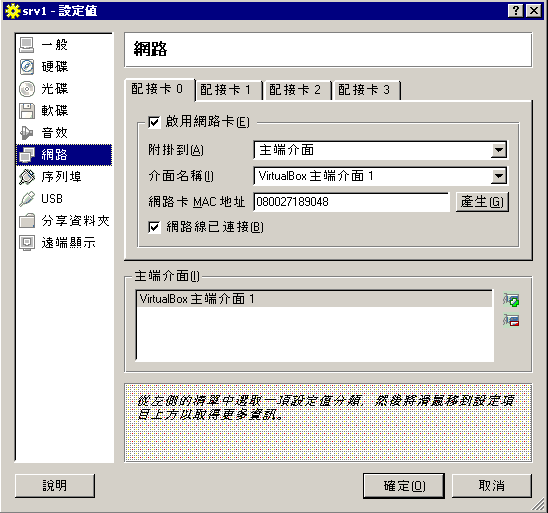 srv1 - 設定值
一般
硬碟
光碟
軟碟
音效
網路
序列埠
USB
分享資料夾
遠端顯示
網路
配接卡 0 配接卡 1 配接卡 2 配接卡 3
啟用網路卡(E)
附掛到(A) 主端介面
介面名稱(I) VirtualBox 主端介面 1
網路卡 MAC 地址 080027189048 產生(G)
網路線已連接(B)
主端介面(I)
VirtualBox 主端介面 1
從左側的清單中選取一項設定值分類，然後將滑鼠移到設定項
目上方以取得更多資訊。
說明 確定(O) 取消